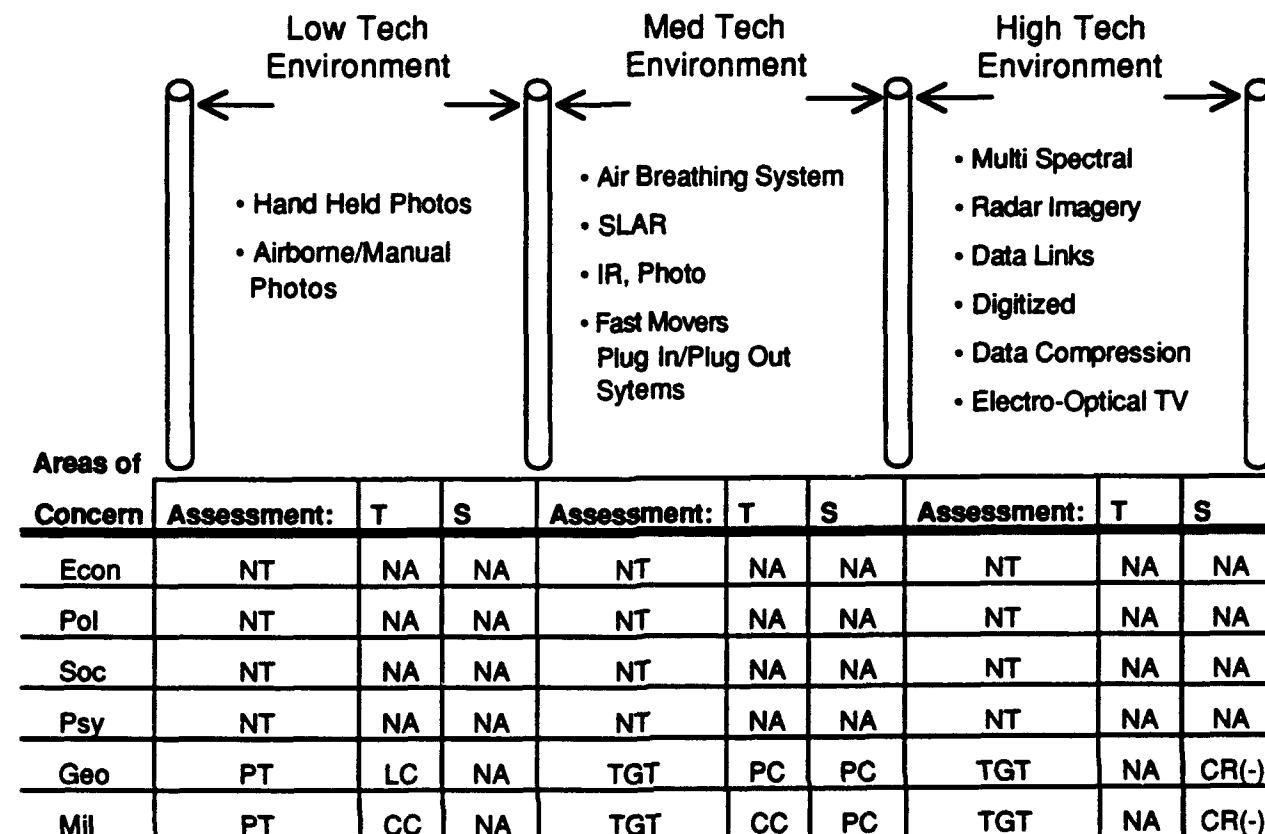 Low Tech
Environment
Med Tech
Environment
High Tech
Environment
• Hand Held Photos
• Airborne/Manual
Photos
• Air Breathing System
• SLAR
• IR, Photo
• Fast Movers
Plug In/Plug Out
Sytems
• Multi Spectral
• Radar Imagery
• Data Links
• Digitized
• Data Compression
• Electro-Optical TV
Areas of
Concern Assessment: T S Assessment: T S Assessment: T S
Econ NT NA NA NT NA NA NT NA NA
Pol NT NA NA NT NA NA NT NA NA
Soc NT NA NA NT NA NA NT NA NA
Psy NT NA NA NT NA NA NT NA NA
Geo PT LC NA TGT PC PC TGT NA CR(-)
Mil PT CC NA TGT CC PC TGT NA CR(-)